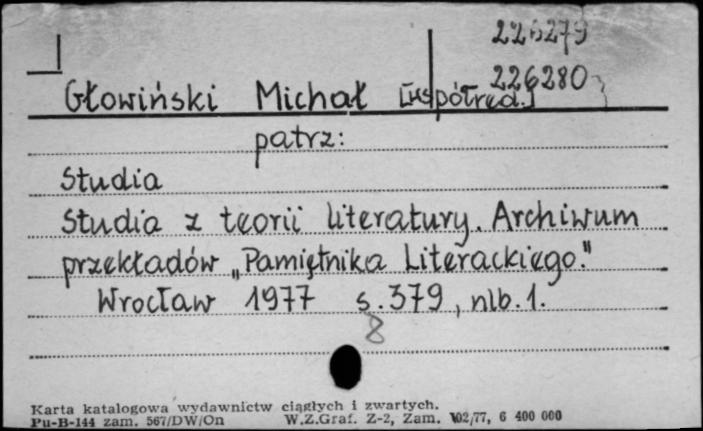 226279
226280
Głowiński Michał [współred.]
patrz:
Studia
Studia z teorii literatury. Archiwum
przekładów „Pamiętnika Literackiego."
Wrocław 1977 s. 379, nlb. 1.
8
Karta katalogowa wydawnictw ciągłych i zwartych.
Pu-B-144 zam. 567/DW/On W.Z.Graf. Z-2, Zam. 102/77, 6 400 000